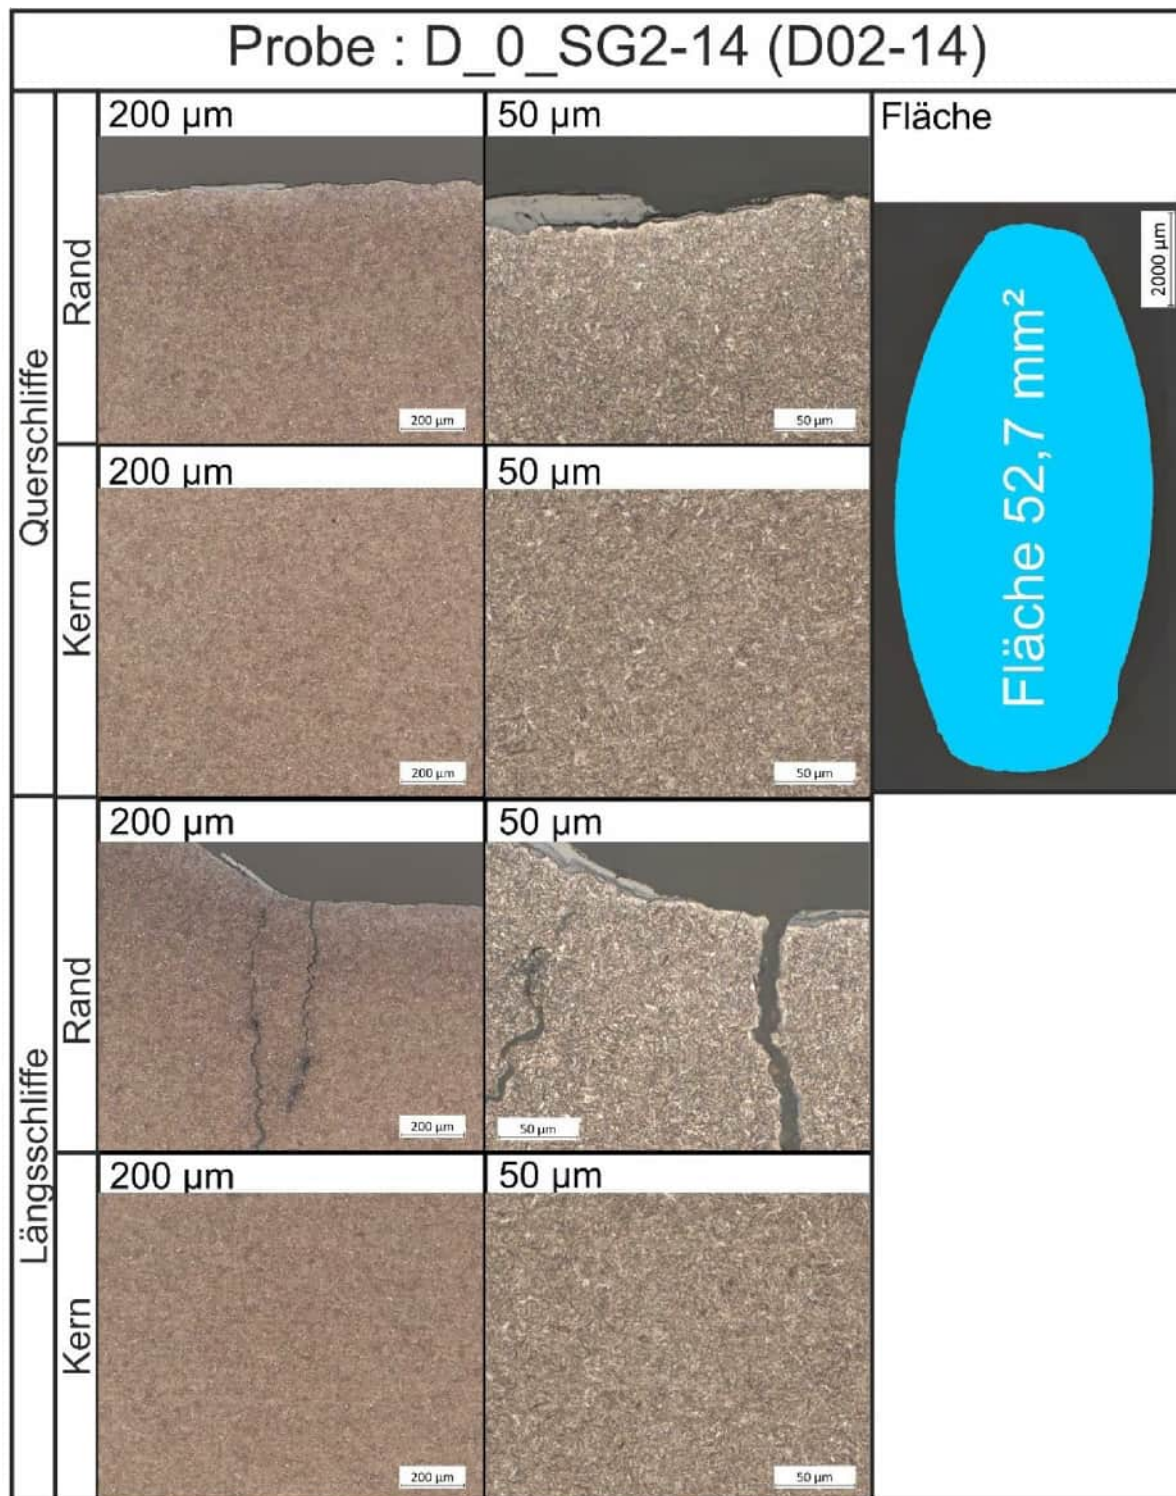 Probe : D_0_SG2-14 (D02-14)
Querschliffe
Rand
200 µm
200 µm
50 µm
50 µm
Fläche
2000 µm
Fläche 52,7 mm²
Kern
200 µm
200 µm
50 µm
50 µm
Längsschliffe
Rand
200 µm
200 µm
50 µm
50 µm
Kern
200 µm
200 µm
50 µm
50 µm